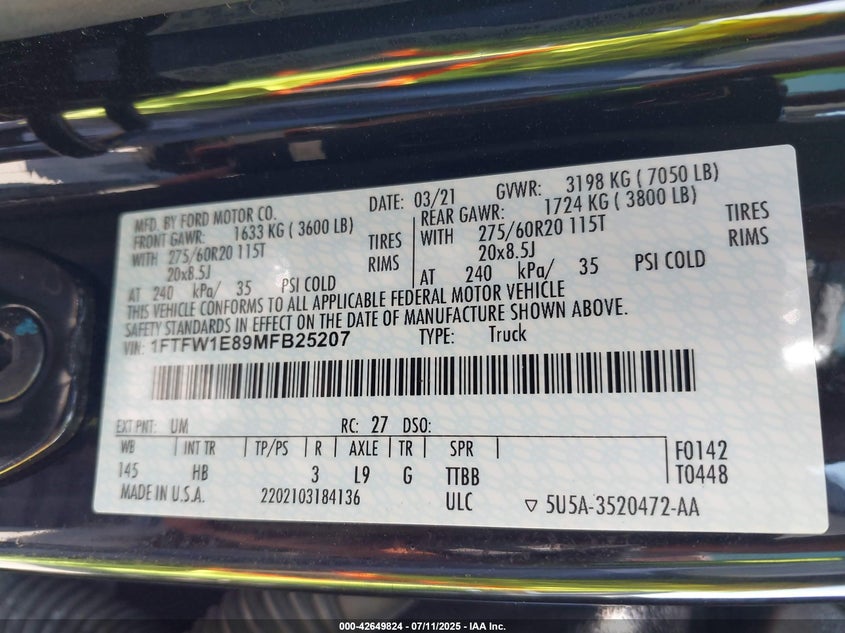 MFD. BY FORD MOTOR CO.
DATE: 03/21 GVWR: 3198 KG ( 7050 LB)
FRONT GAWR: 1633 KG ( 3600 LB)
REAR GAWR: 1724 KG ( 3800 LB)
WITH 275/60R20 115T TIRES
WITH 275/60R20 115T TIRES
20x8.5J RIMS
20x8.5J RIMS
AT 240 kPa/ 35 PSI COLD
AT 240 kPa/ 35 PSI COLD
THIS VEHICLE CONFORMS TO ALL APPLICABLE FEDERAL MOTOR VEHICLE
SAFETY STANDARDS IN EFFECT ON THE DATE OF MANUFACTURE SHOWN ABOVE.
VIN: 1FTFW1E89MFB25207 TYPE: Truck
EXT PNT: UM RC: 27 DSO:
WB INT TR TP/PS R AXLE TR SPR
145 HB 3 L9 G TTBB
F0142
T0448
MADE IN U.S.A. 2202103184136 ULC ▽ 5U5A-3520472-AA
000-42649824 - 07/11/2025 - IAA Inc.